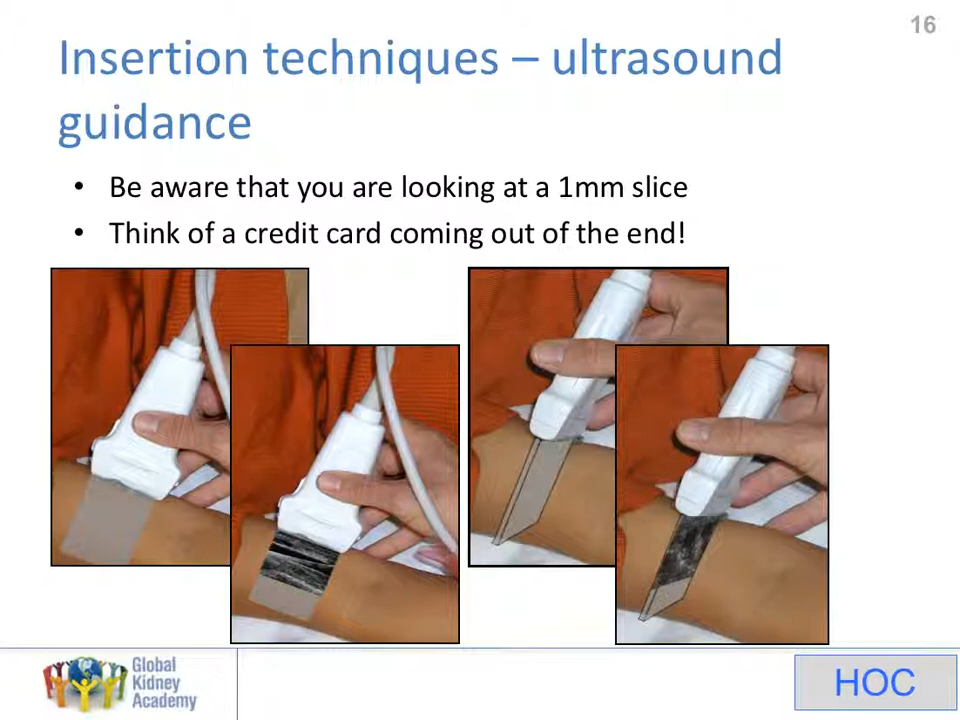 16
Insertion techniques – ultrasound
guidance
• Be aware that you are looking at a 1mm slice
• Think of a credit card coming out of the end!
Global
Kidney
Academy
HOC